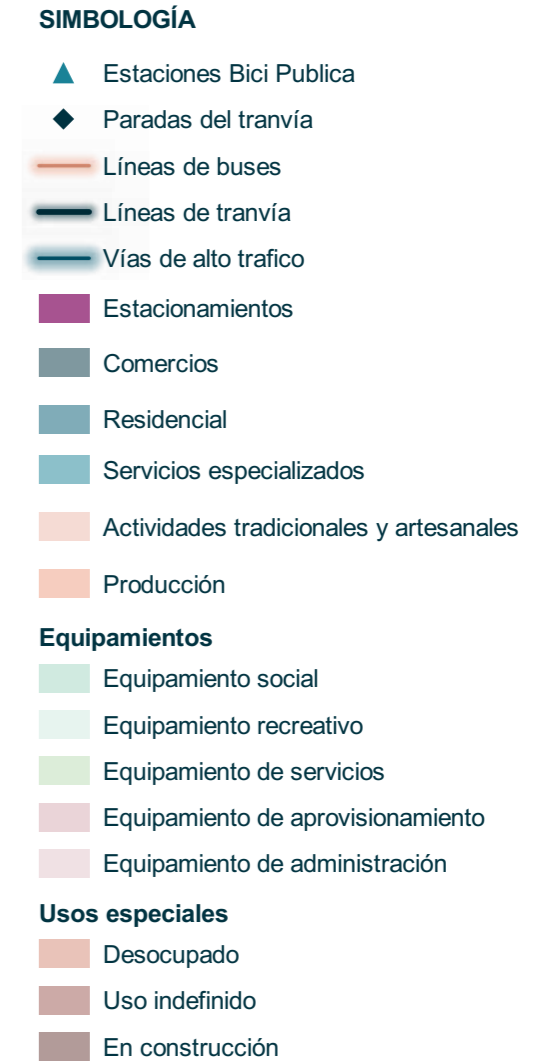 SIMBOLOGÍA
Estaciones Bici Publica
Paradas del tranvía
Líneas de buses
Líneas de tranvía
Vías de alto trafico
Estacionamientos
Comercios
Residencial
Servicios especializados
Actividades tradicionales y artesanales
Producción
Equipamientos
Equipamiento social
Equipamiento recreativo
Equipamiento de servicios
Equipamiento de aprovisionamiento
Equipamiento de administración
Usos especiales
Desocupado
Uso indefinido
En construcción